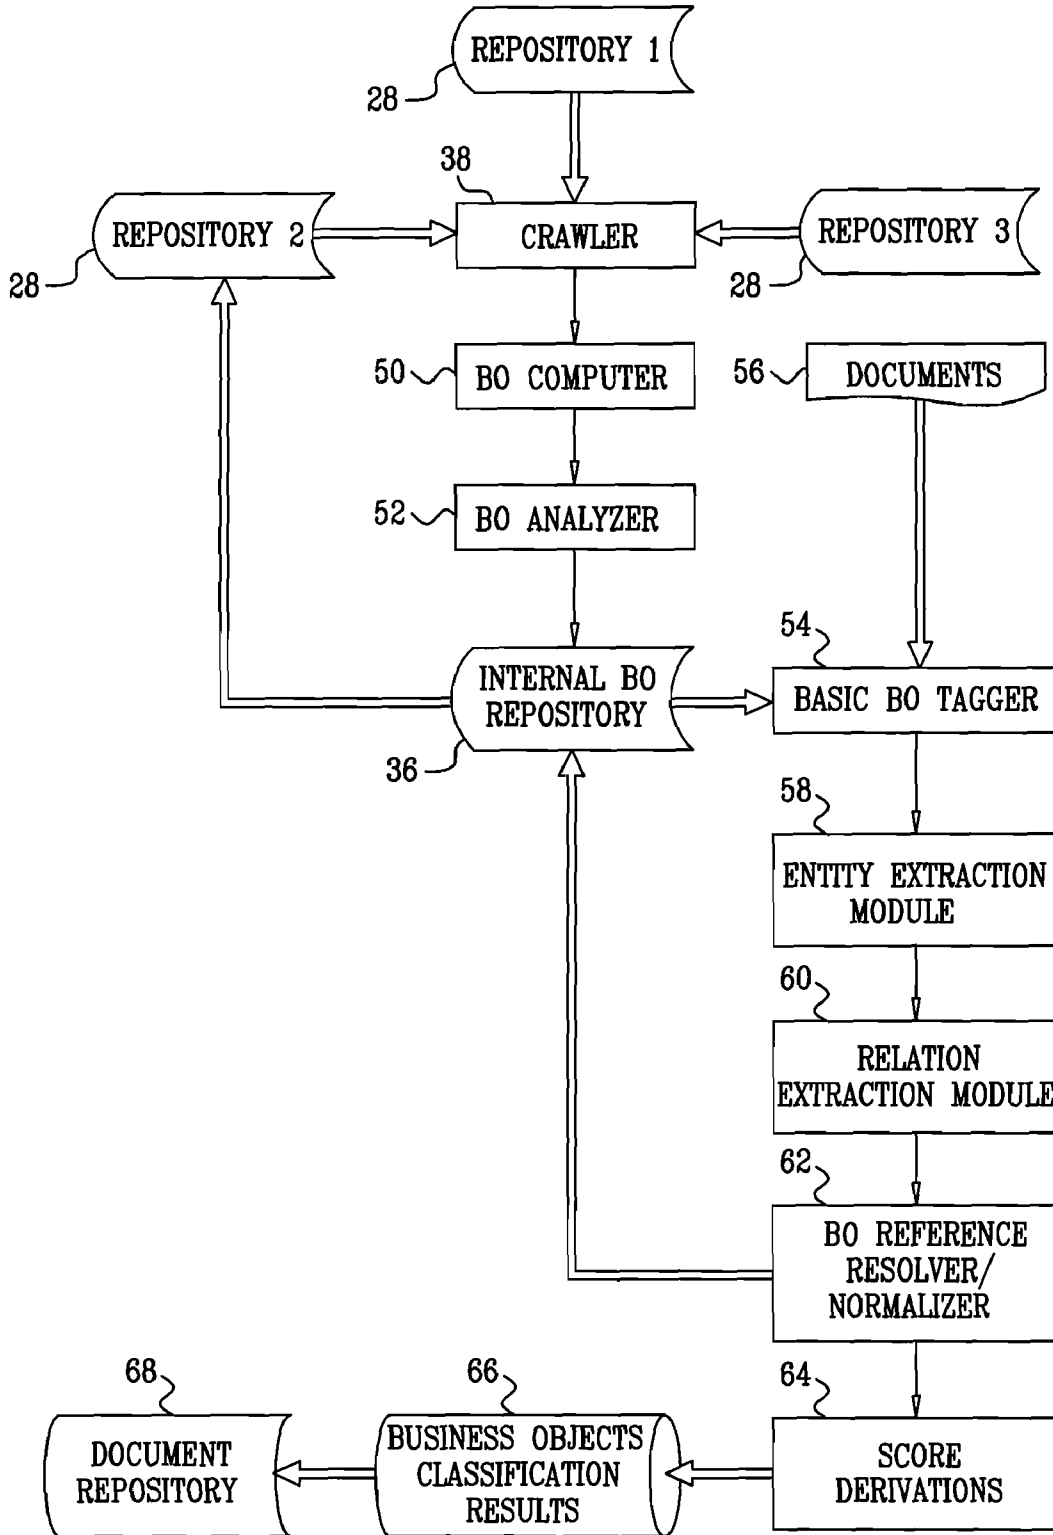 REPOSITORY 1
28
38
REPOSITORY 2
CRAWLER
REPOSITORY 3
28
28
50
BO COMPUTER
56
DOCUMENTS
52
BO ANALYZER
54
INTERNAL BO
REPOSITORY
BASIC BO TAGGER
36
58
ENTITY EXTRACTION
MODULE
60
RELATION
EXTRACTION MODULE
62
BO REFERENCE
RESOLVER/
NORMALIZER
68
66
64
DOCUMENT
REPOSITORY
BUSINESS OBJECTS
CLASSIFICATION
RESULTS
SCORE
DERIVATIONS